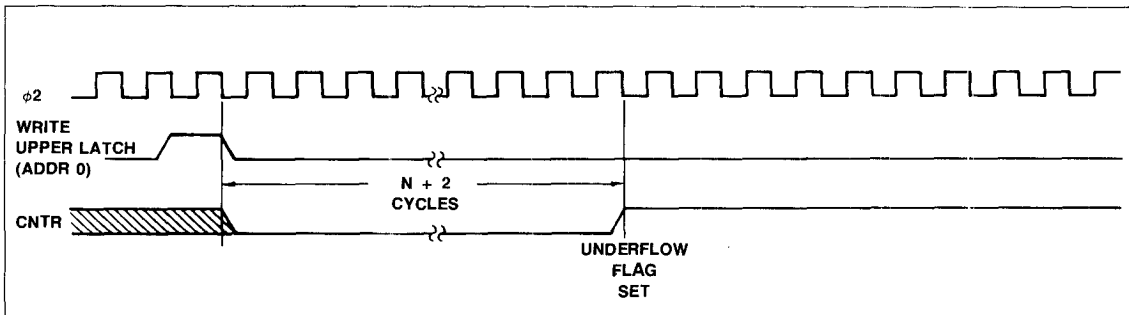 φ2
WRITE
UPPER LATCH
(ADDR 0)
N + 2
CYCLES
CNTR
UNDERFLOW
FLAG
SET